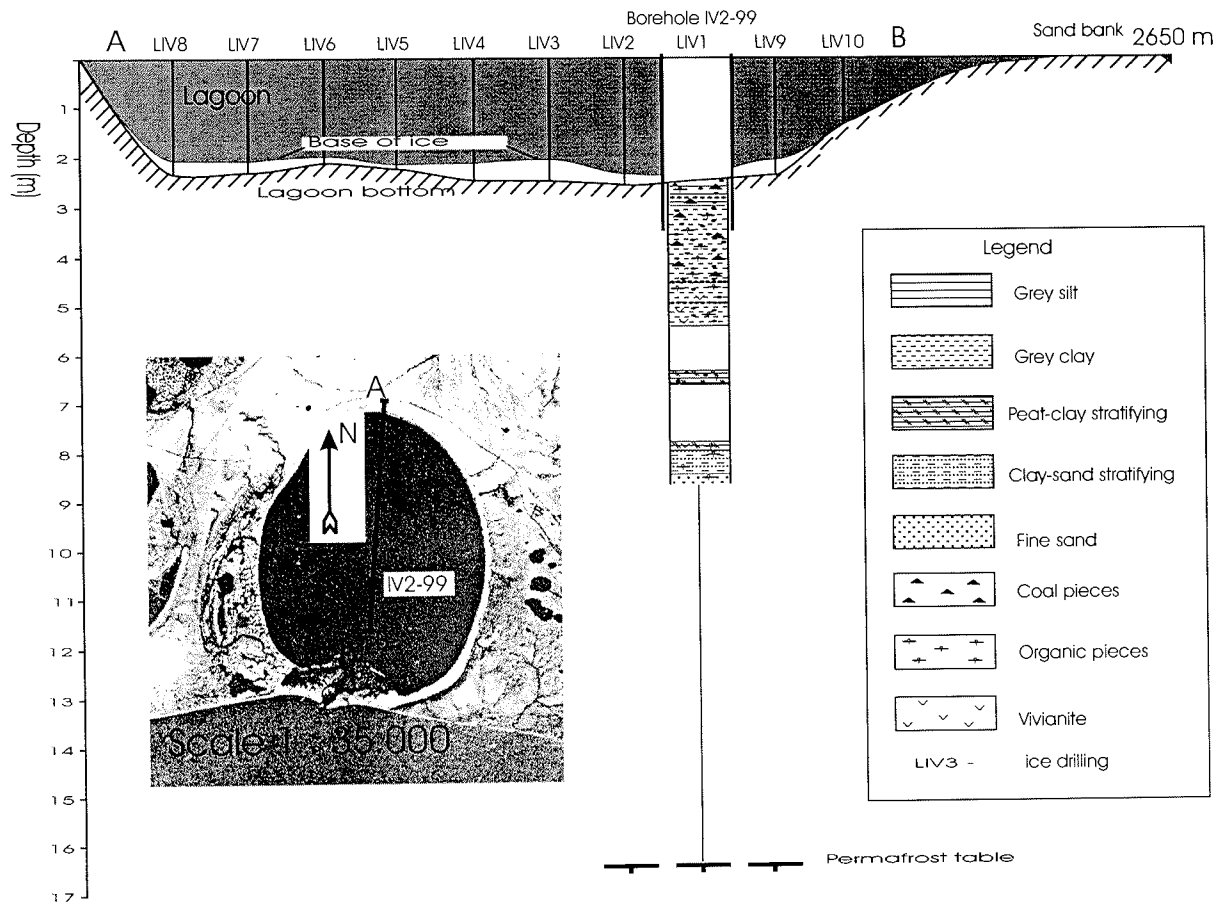 Borehole IV2-99
A LIV8 LIV7 LIV6 LIV5 LIV4 LIV3 LIV2 LIV1 LIV9 LIV10 B Sand bank 2650 m
Lagoon
Base of ice
Lagoon bottom
Depth (m)
1
2
3
4
5
6
7
8
9
10
11
12
13
14
15
16
17
A
N
IV2-99
Scale 1 : 85 000
Legend
Grey silt
Grey clay
Peat-clay stratifying
Clay-sand stratifying
Fine sand
Coal pieces
Organic pieces
Vivianite
LIV3 - ice drilling
Permafrost table